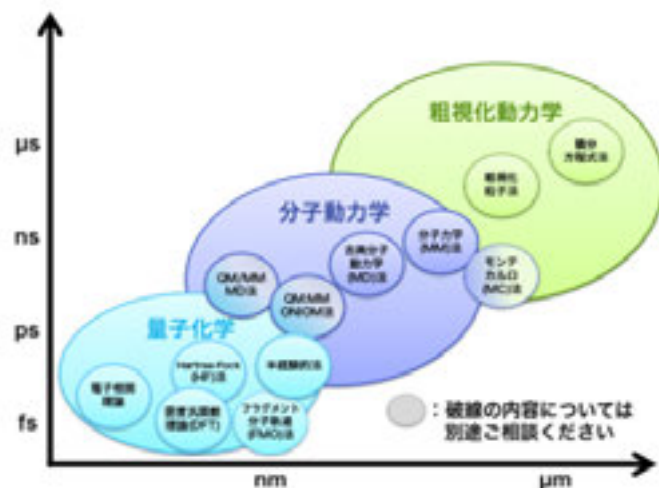 μs
ns
ps
fs
nm
μm
粗視化動力学
積分
方程式法
粗視化
粒子法
分子動力学
分子力学
(MM)法
古典分子
動力学
(MD)法
モンテ
カルロ
(MC)法
QM/MM
MD法
QM:MM
ONIOM法
量子化学
Hartree-Fock
(HF)法
半経験的法
電子相関
理論
密度汎関数
理論(DFT)
フラグメント
分子軌道
(FMO)法
：破線の内容については
別途ご相談ください